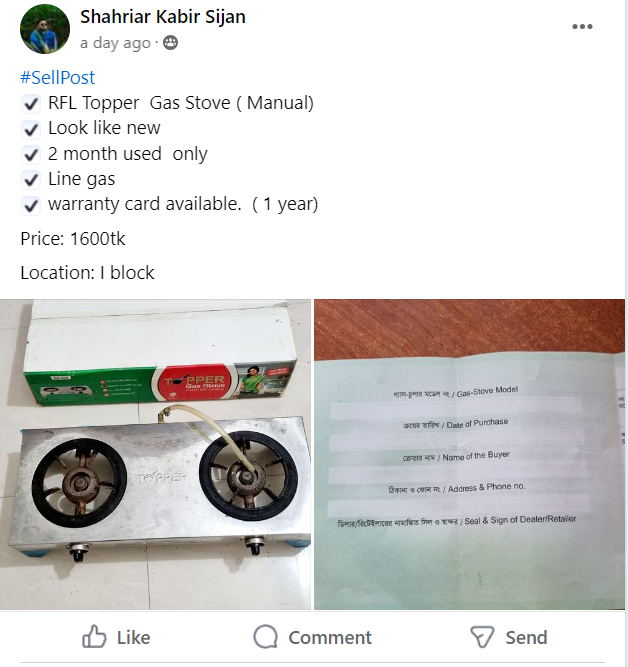 Shahriar Kabir Sijan
a day ago ·
#SellPost
RFL Topper Gas Stove ( Manual)
Look like new
2 month used only
Line gas
warranty card available. ( 1 year)
Price: 1600tk
Location: I block
TOPPER
Gas Stove
TOPPER
গ্যাস-চুলার মডেল নং / Gas-Stove Model
ক্রয়ের তারিখ / Date of Purchase
ক্রেতার নাম / Name of the Buyer
ঠিকানা ও ফোন নং / Address & Phone no.
ডিলার/রিটেইলারের নামাঙ্কিত সিল ও স্বাক্ষর / Seal & Sign of Dealer/Retailer
Like
Comment
Send